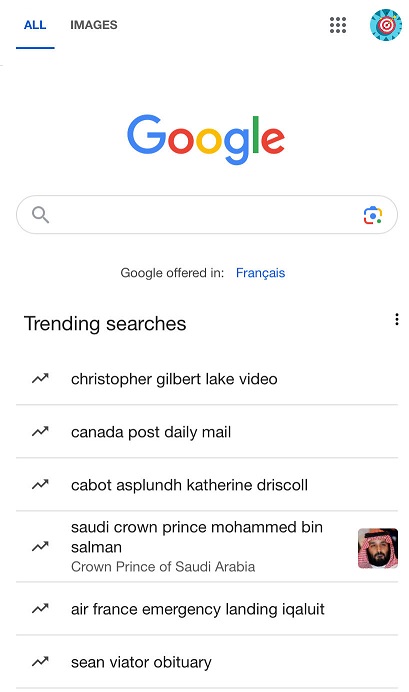 ALL IMAGES
Google
Google offered in: Français
Trending searches
christopher gilbert lake video
canada post daily mail
cabot asplundh katherine driscoll
saudi crown prince mohammed bin
salman
Crown Prince of Saudi Arabia
air france emergency landing iqaluit
sean viator obituary